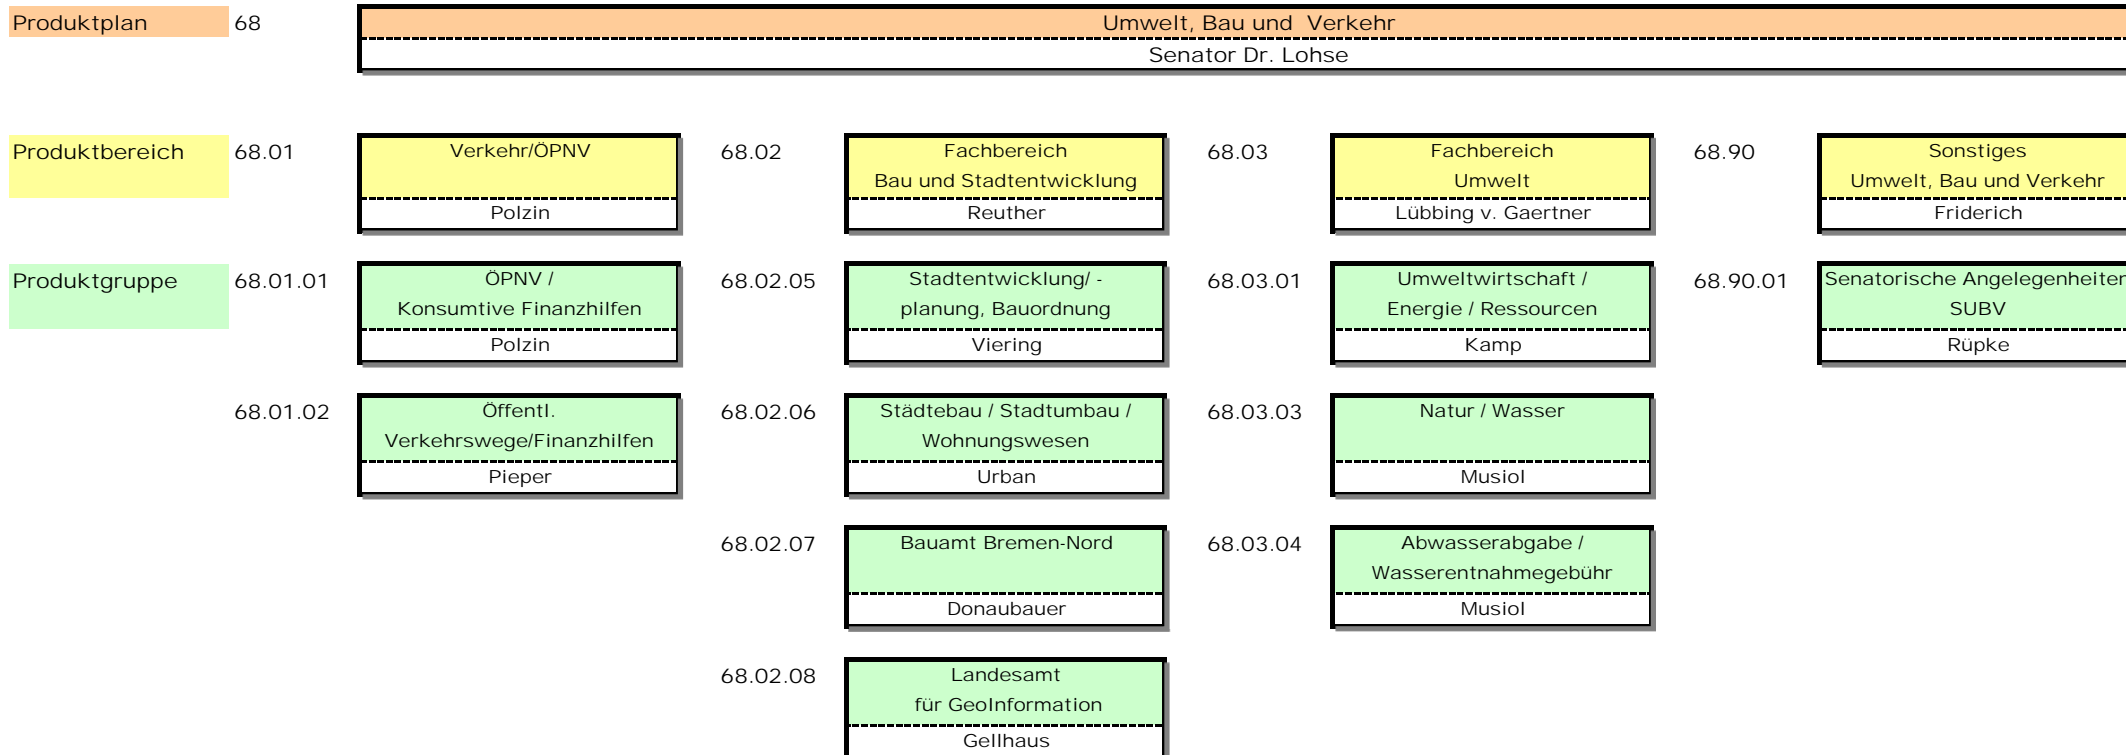 Produktplan 68 Umwelt, Bau und  Verkehr
Senator Dr. Lohse
Produktbereich 68.01 Verkehr/ÖPNV 68.02 Fachbereich 68.03 Fachbereich 68.90 Sonstiges
Bau und Stadtentwicklung Umwelt Umwelt, Bau und Verkehr
Polzin Reuther Lübbing v. Gaertner Friderich
Produktgruppe 68.01.01 ÖPNV / 68.02.05 Stadtentwicklung/ - 68.03.01 Umweltwirtschaft / 68.90.01 Senatorische Angelegenheiten
Konsumtive Finanzhilfen planung, Bauordnung Energie / Ressourcen SUBV
Polzin Viering Kamp Rüpke
68.01.02 Öffentl. 68.02.06 Städtebau / Stadtumbau / 68.03.03 Natur / Wasser
Verkehrswege/Finanzhilfen Wohnungswesen
Pieper Urban Musiol
68.02.07 Bauamt Bremen-Nord 68.03.04 Abwasserabgabe /
Wasserentnahmegebühr
Donaubauer Musiol
68.02.08 Landesamt
für GeoInformation
Gellhaus